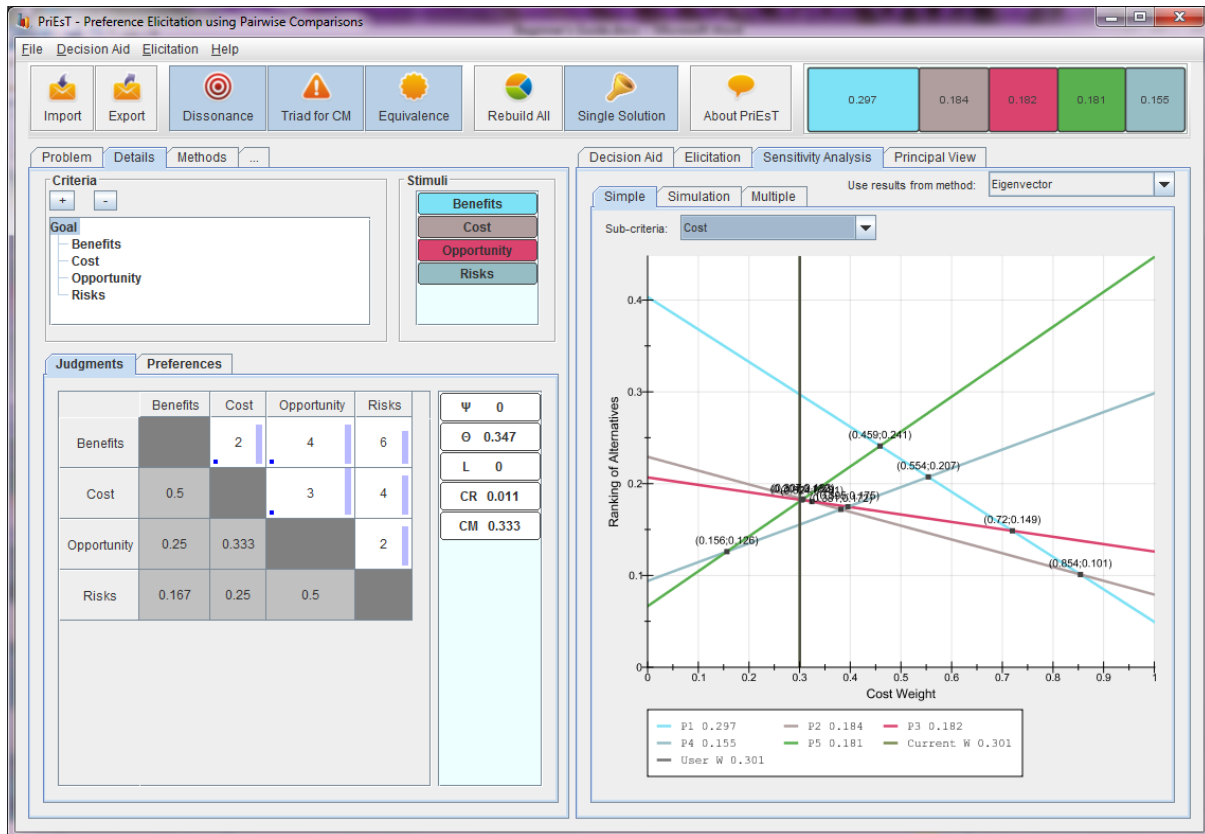 PriEsT - Preference Elicitation using Pairwise Comparisons
File Decision Aid Elicitation Help
Import Export Dissonance Triad for CM Equivalence Rebuild All Single Solution About PriEsT
0.297 0.184 0.182 0.181 0.155
Problem Details Methods ...
Criteria
+ -
Goal
Benefits
Cost
Opportunity
Risks
Stimuli
Benefits
Cost
Opportunity
Risks
Judgments Preferences
Benefits Cost Opportunity Risks
Benefits 2 4 6
Cost 0.5 3 4
Opportunity 0.25 0.333 2
Risks 0.167 0.25 0.5
Ψ 0
Θ 0.347
L 0
CR 0.011
CM 0.333
Decision Aid Elicitation Sensitivity Analysis Principal View
Use results from method: Eigenvector
Simple Simulation Multiple
Sub-criteria: Cost
Ranking of Alternatives
0.4
0.3
0.2
0.1
0
(0.459;0.241)
(0.554;0.207)
(0.72;0.149)
(0.156;0.126)
(0.854;0.101)
0 0.1 0.2 0.3 0.4 0.5 0.6 0.7 0.8 0.9 1
Cost Weight
P1 0.297 P2 0.184 P3 0.182
P4 0.155 P5 0.181 Current W 0.301
User W 0.301